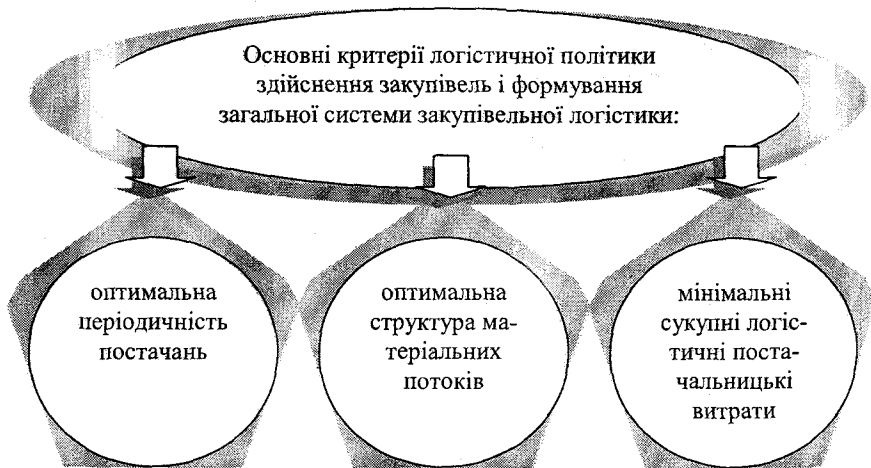 Основні критерії логістичної політики
здійснення закупівель і формування
загальної системи закупівельної логістики:
оптимальна
періодичність
постачань
оптимальна
структура ма-
теріальних
потоків
мінімальні
сукупні логіс-
тичні поста-
чальницькі
витрати